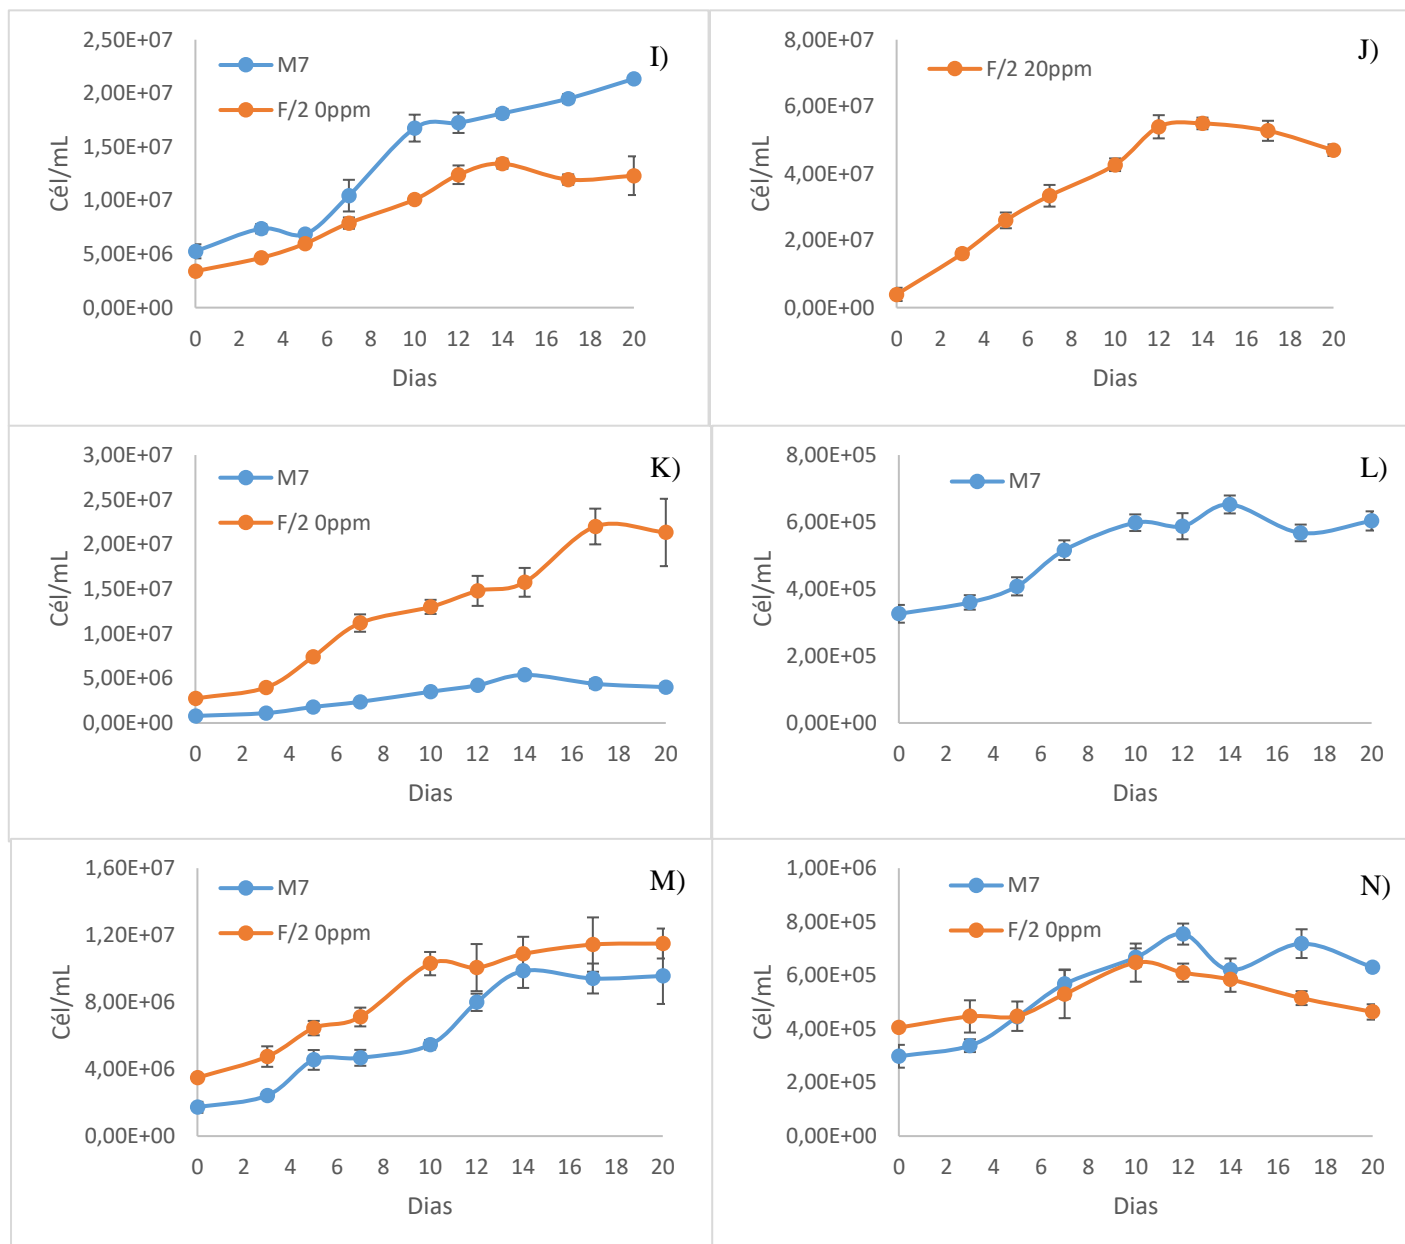 I)
M7
F/2 0ppm
2,50E+07
2,00E+07
1,50E+07
1,00E+07
5,00E+06
0,00E+00
Cél/mL
0 2 4 6 8 10 12 14 16 18 20
Dias
J)
F/2 20ppm
8,00E+07
6,00E+07
4,00E+07
2,00E+07
0,00E+00
Cél/mL
0 2 4 6 8 10 12 14 16 18 20
Dias
K)
M7
F/2 0ppm
3,00E+07
2,50E+07
2,00E+07
1,50E+07
1,00E+07
5,00E+06
0,00E+00
Cél/mL
0 2 4 6 8 10 12 14 16 18 20
Dias
L)
M7
8,00E+05
6,00E+05
4,00E+05
2,00E+05
0,00E+00
Cél/mL
0 2 4 6 8 10 12 14 16 18 20
Dias
M)
M7
F/2 0ppm
1,60E+07
1,20E+07
8,00E+06
4,00E+06
0,00E+00
Cél/mL
0 2 4 6 8 10 12 14 16 18 20
Dias
N)
M7
F/2 0ppm
1,00E+06
8,00E+05
6,00E+05
4,00E+05
2,00E+05
0,00E+00
Cél/mL
0 2 4 6 8 10 12 14 16 18 20
Dias